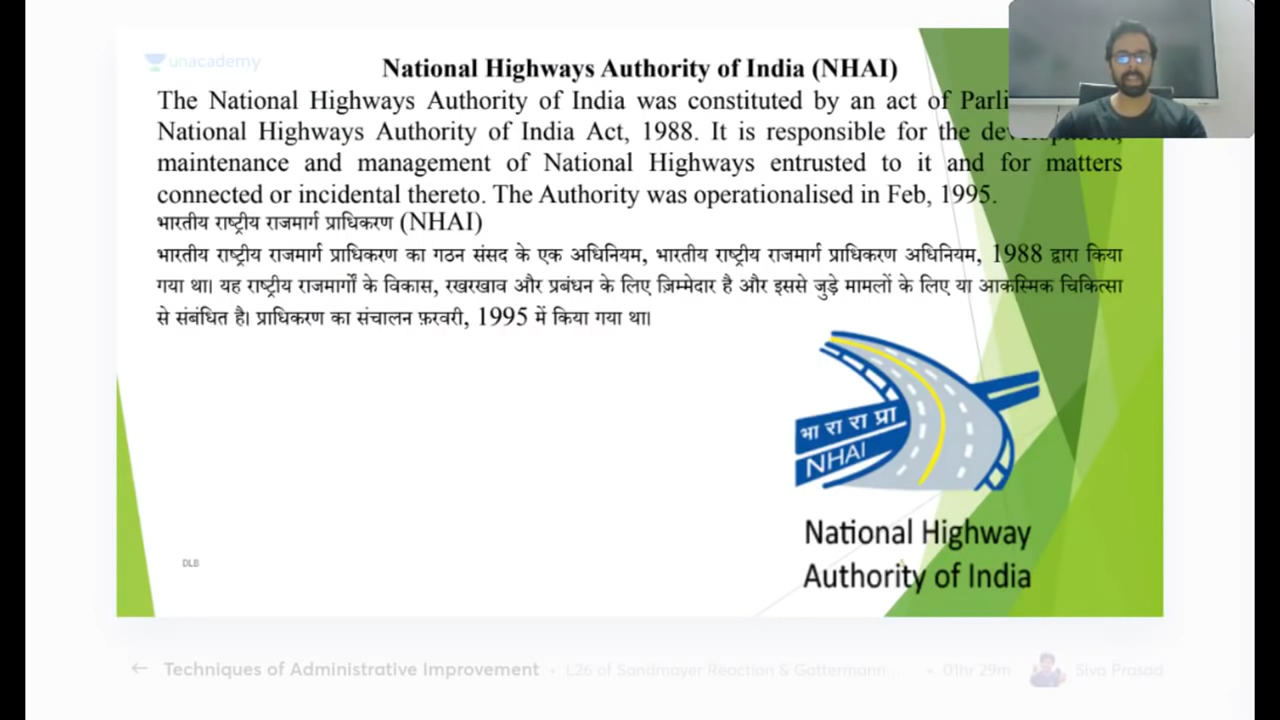 unacademy
National Highways Authority of India (NHAI)
The National Highways Authority of India was constituted by an act of
National Highways Authority of India Act, 1988. It is responsible for the
maintenance and management of National Highways entrusted to it and for matters
connected or incidental thereto. The Authority was operationalised in Feb, 1995.
भारतीय राष्ट्रीय राजमार्ग प्राधिकरण (NHAI)
भारतीय राष्ट्रीय राजमार्ग प्राधिकरण का गठन संसद के एक अधिनियम, भारतीय राष्ट्रीय राजमार्ग प्राधिकरण अधिनियम, 1988 द्वारा किया
गया था। यह राष्ट्रीय राजमार्गों के विकास, रखरखाव और प्रबंधन के लिए ज़िम्मेदार है और इससे जुड़े मामलों के लिए या आकस्मिक चिकित्सा
से संबंधित है। प्राधिकरण का संचालन फ़रवरी, 1995 में किया गया था।
भा रा रा प्रा
NHAI
National Highway
Authority of India
DLB
← Techniques of Administrative Improvement • L26 of Sandmayer Reaction & Gattermann... • 01hr 29m Siva Prasad